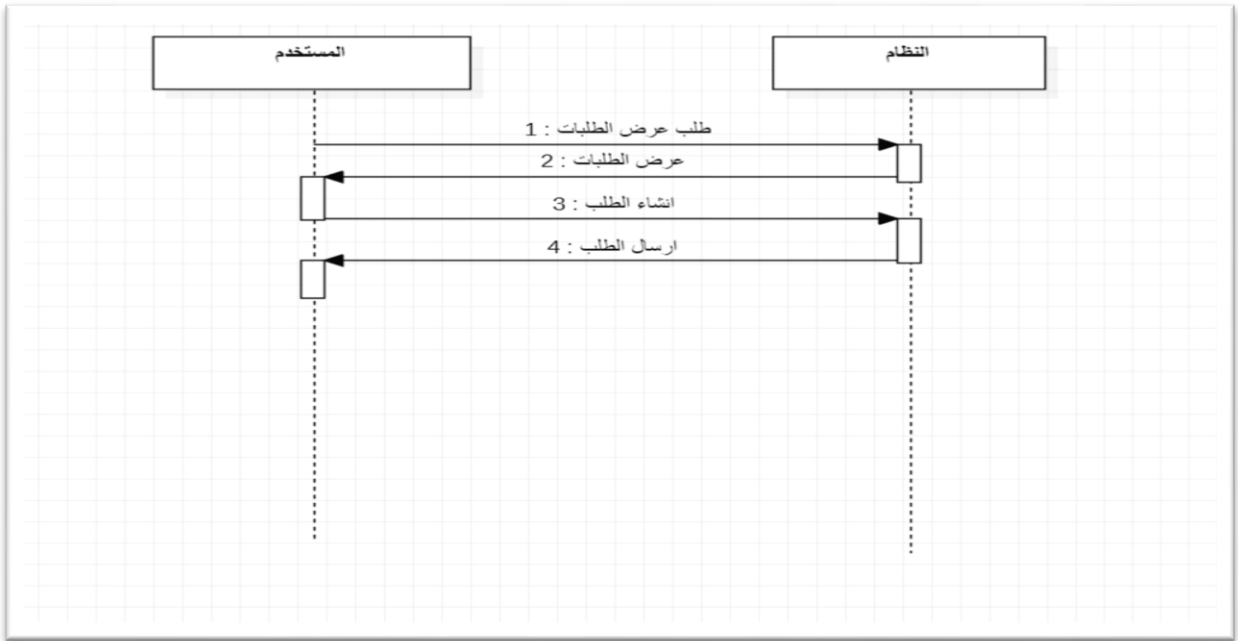 المستخدم
النظام
1 : طلب عرض الطلبات
2 : عرض الطلبات
3 : انشاء الطلب
4 : ارسال الطلب